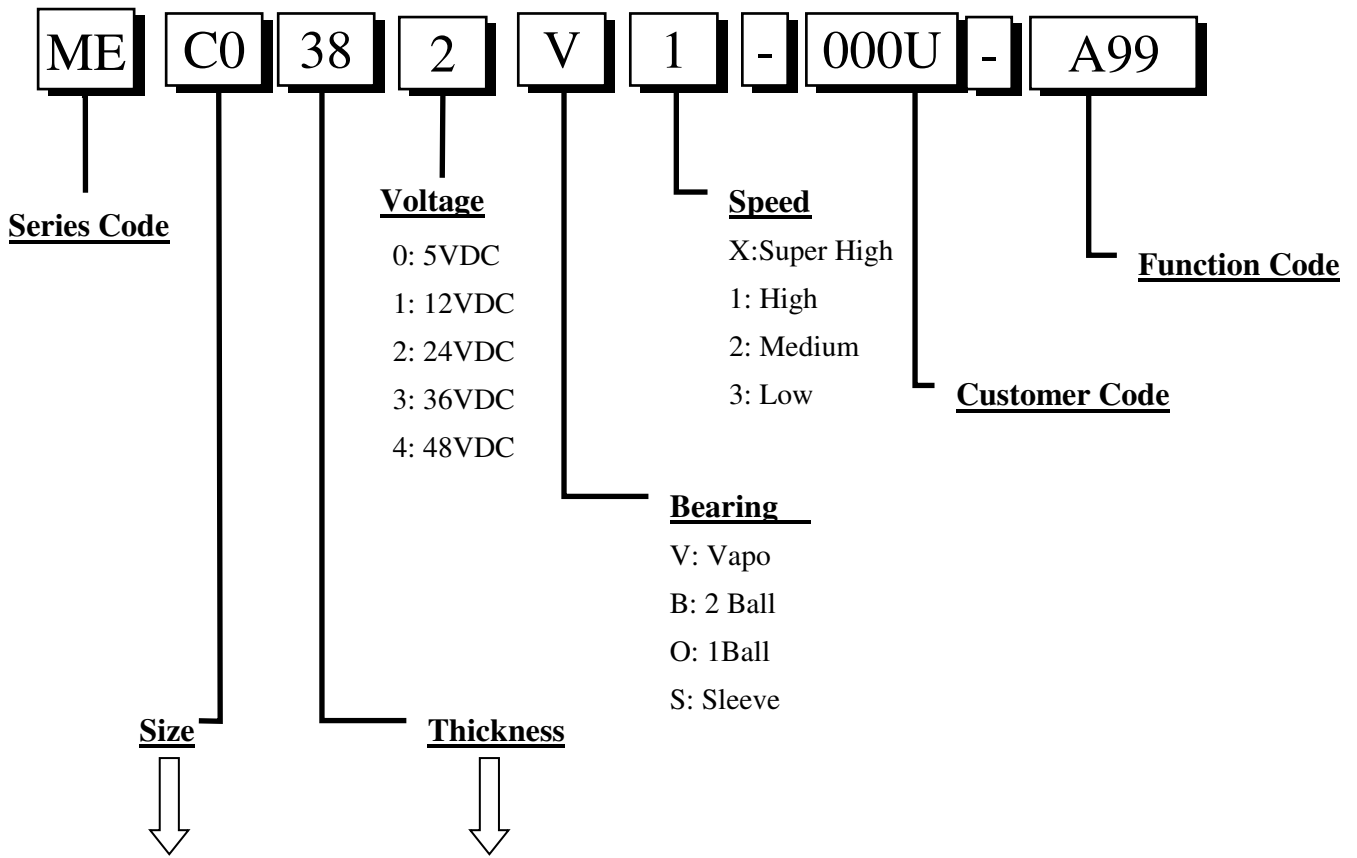 ME C0 38 2 V 1 - 000U - A99
Series Code
Voltage
0: 5VDC
1: 12VDC
2: 24VDC
3: 36VDC
4: 48VDC
Speed
X:Super High
1: High
2: Medium
3: Low
Function Code
Customer Code
Bearing
V: Vapo
B: 2 Ball
O: 1Ball
S: Sleeve
Size
Thickness